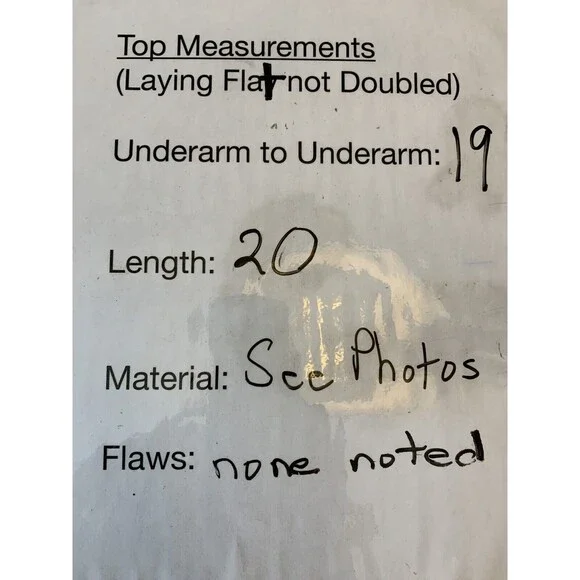 Top Measurements
(Laying Flat not Doubled)
Underarm to Underarm: 19
Length: 20
Material: See Photos
Flaws: none noted